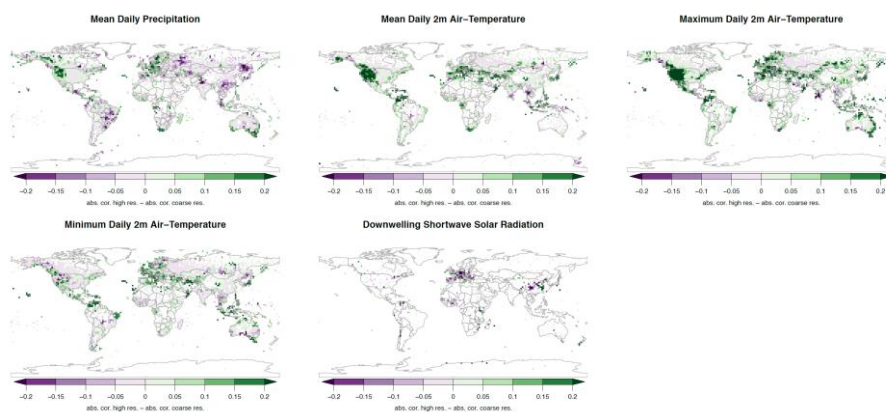 Mean Daily Precipitation
Mean Daily 2m Air−Temperature
Maximum Daily 2m Air−Temperature
−0.2 −0.15 −0.1 −0.05 0 0.05 0.1 0.15 0.2
−0.2 −0.15 −0.1 −0.05 0 0.05 0.1 0.15 0.2
−0.2 −0.15 −0.1 −0.05 0 0.05 0.1 0.15 0.2
abs. cor. high res. − abs. cor. coarse res.
abs. cor. high res. − abs. cor. coarse res.
abs. cor. high res. − abs. cor. coarse res.
Minimum Daily 2m Air−Temperature
Downwelling Shortwave Solar Radiation
−0.2 −0.15 −0.1 −0.05 0 0.05 0.1 0.15 0.2
−0.2 −0.15 −0.1 −0.05 0 0.05 0.1 0.15 0.2
abs. cor. high res. − abs. cor. coarse res.
abs. cor. high res. − abs. cor. coarse res.